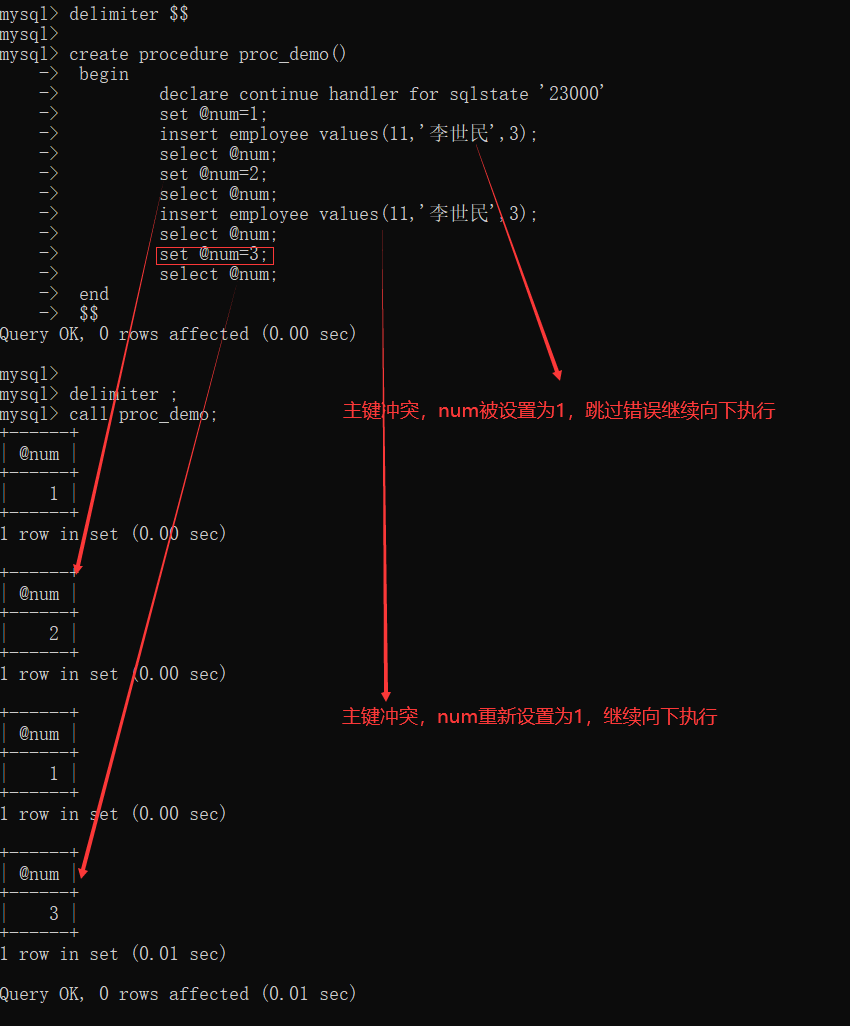 mysql> delimiter $$
mysql>
mysql> create procedure proc_demo()
    -> begin
    ->         declare continue handler for sqlstate '23000'
    ->         set @num=1;
    ->         insert employee values(11,'李世民',3);
    ->         select @num;
    ->         set @num=2;
    ->         select @num;
    ->         insert employee values(11,'李世民',3);
    ->         select @num;
    ->         set @num=3;
    ->         select @num;
    -> end
    -> $$
Query OK, 0 rows affected (0.00 sec)
mysql>
mysql> delimiter ;
mysql> call proc_demo;
主键冲突，num被设置为1，跳过错误继续向下执行
+------+
| @num |
+------+
|    1 |
+------+
1 row in set (0.00 sec)
+------+
| @num |
+------+
|    2 |
+------+
1 row in set (0.00 sec)
主键冲突，num重新设置为1，继续向下执行
+------+
| @num |
+------+
|    1 |
+------+
1 row in set (0.00 sec)
+------+
| @num |
+------+
|    3 |
+------+
1 row in set (0.01 sec)
Query OK, 0 rows affected (0.01 sec)